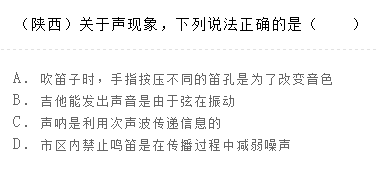 （陕西）关于声现象，下列说法正确的是（　　）
A. 吹笛子时，手指按压不同的笛孔是为了改变音色
B. 吉他能发出声音是由于弦在振动
C. 声呐是利用次声波传递信息的
D. 市区内禁止鸣笛是在传播过程中减弱噪声